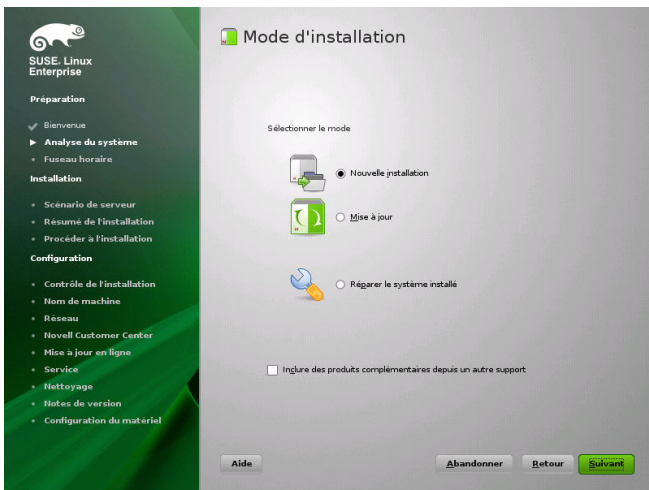 SUSE. Linux
Enterprise
Préparation
Bienvenue
Analyse du système
Fuseau horaire
Installation
Scénario de serveur
Résumé de l'installation
Procéder à l'installation
Configuration
Contrôle de l'installation
Nom de machine
Réseau
Novell Customer Center
Mise à jour en ligne
Service
Nettoyage
Notes de version
Configuration du matériel
Mode d'installation
Sélectionner le mode
Nouvelle installation
Mise à jour
Réparer le système installé
Inclure des produits complémentaires depuis un autre support
Aide
Abandonner
Retour
Suivant